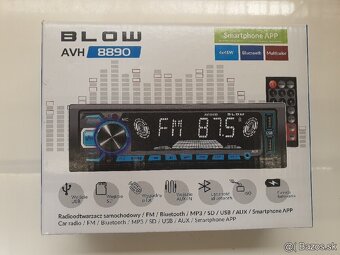 BLOW
AVH 8890
Smartphone APP
4x45W
Bluetooth
Multicolor
FM 87.5
BLOW
Radioodtwarzacz samochodowy / FM / Bluetooth / MP3 / SD / USB / AUX / Smartphone APP
Car radio / FM / Bluetooth / MP3 / SD / USB / AUX / Smartphone APP
© Bazos.sk